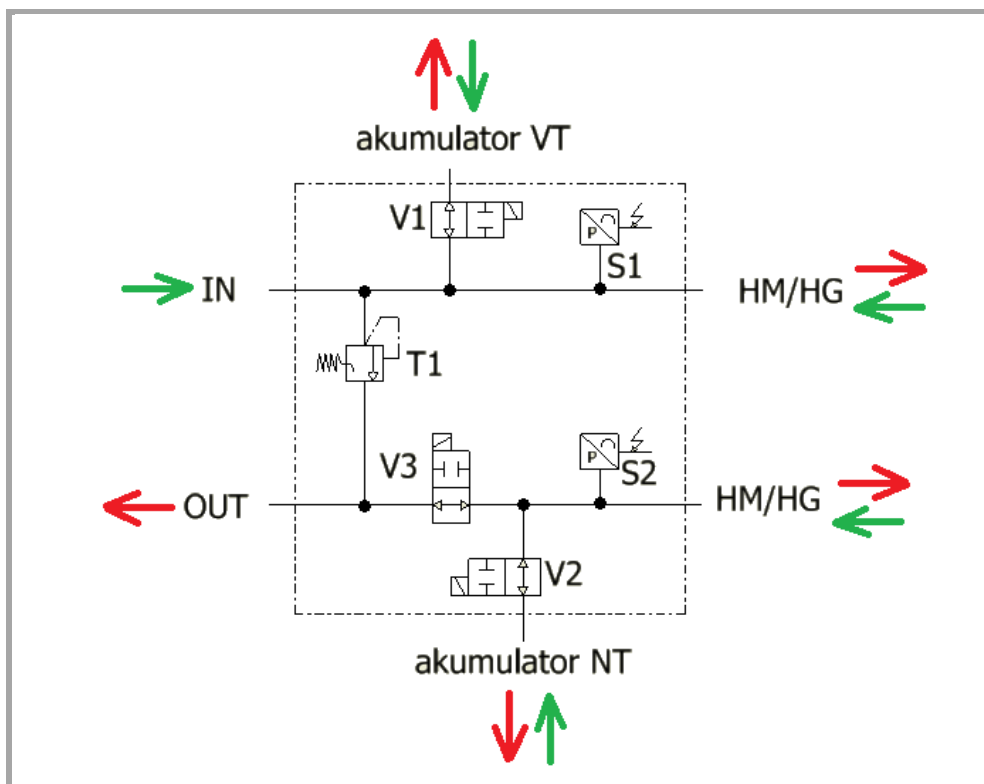 akumulator VT
V1
P
S1
IN
HM/HG
T1
V3
P
S2
OUT
HM/HG
V2
akumulator NT